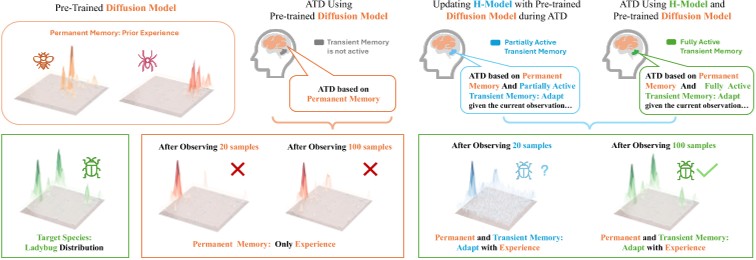 Pre-Trained Diffusion Model
Permanent Memory: Prior Experience
Target Species:
Ladybug Distribution
ATD Using
Pre-trained Diffusion Model
Transient Memory
is not active
ATD based on
Permanent Memory
After Observing 20 samples
After Observing 100 samples
Permanent Memory: Only Experience
Updating H-Model with Pre-trained
Diffusion Model during ATD
Partially Active
Transient Memory
ATD based on Permanent
Memory And Partially Active
Transient Memory: Adapt
given the current observation…
ATD Using H-Model and
Pre-trained Diffusion Model
Fully Active
Transient Memory
ATD based on Permanent
Memory And Fully Active
Transient Memory: Adapt
given the current observation…
After Observing 20 samples
?
Permanent and Transient Memory:
Adapt with Experience
After Observing 100 samples
Permanent and Transient Memory:
Adapt with Experience